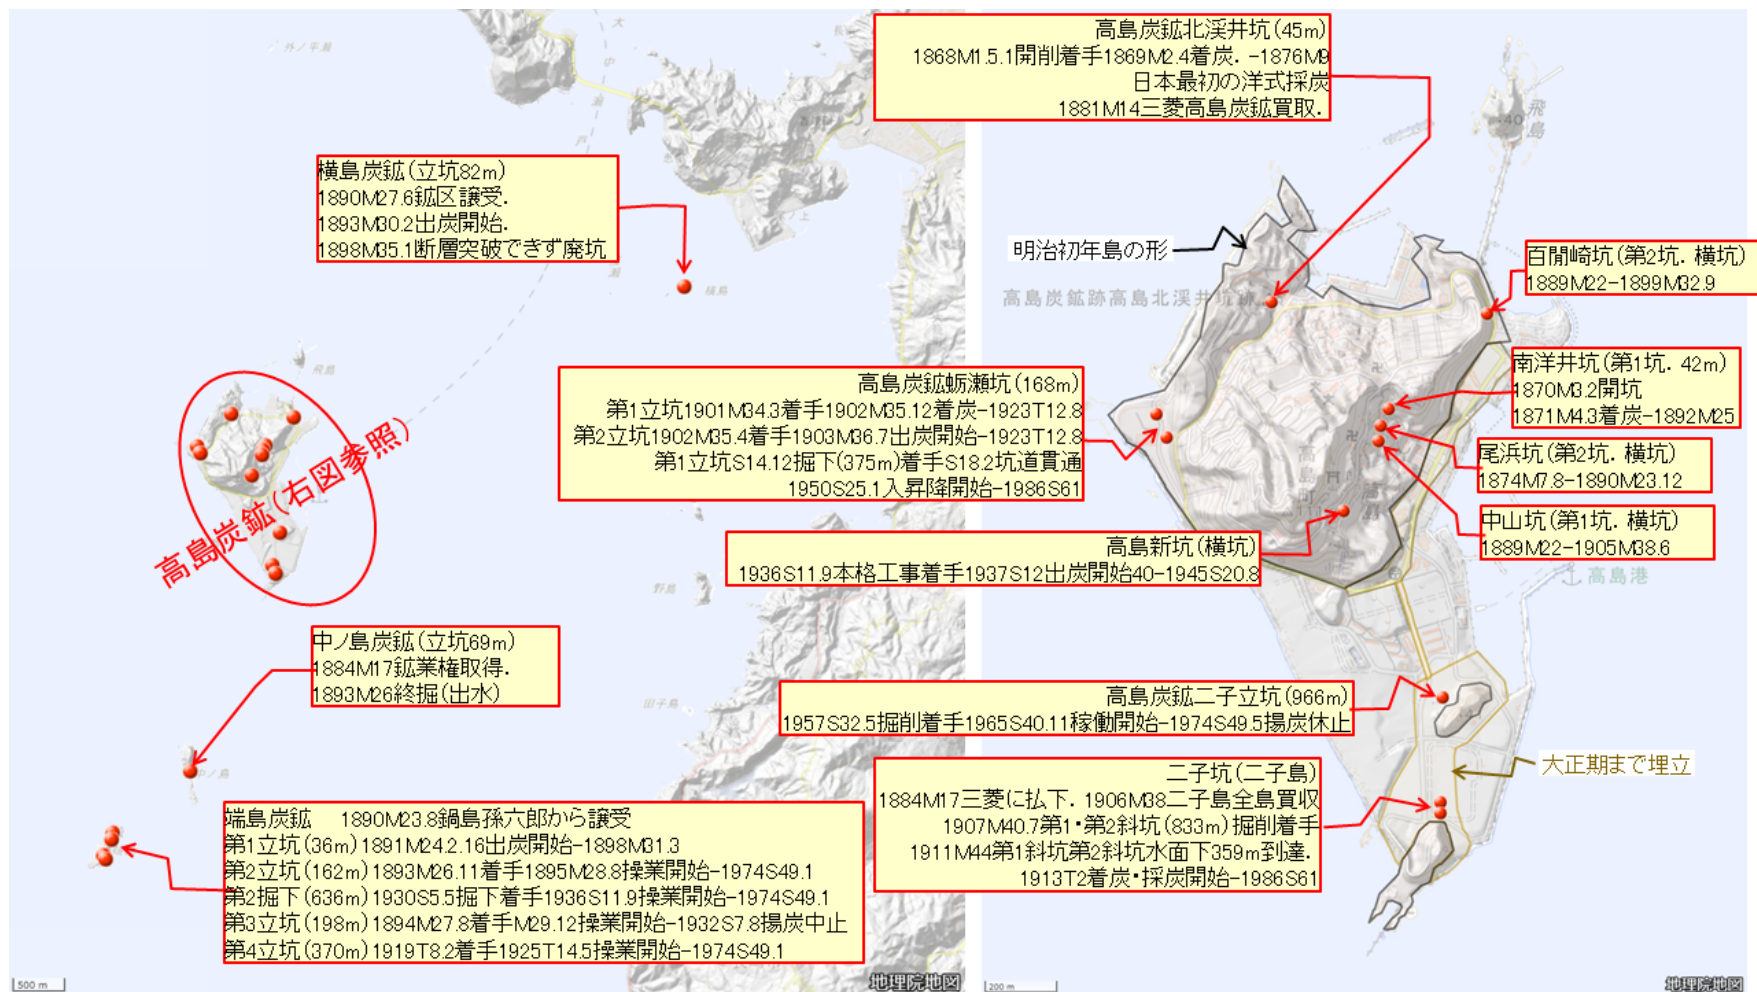 高島炭鉱北渓井坑(45m)
1868M1.5.1開削着手1869M2.4着炭. -1876M9
日本最初の洋式採炭
1881M14三菱高島炭鉱買取.
横島炭鉱(立坑82m)
1890M27.6鉱区譲受.
1893M30.2出炭開始.
1898M35.1断層突破できず廃坑
外ノ平瀬
横島
飛島
飛島
明治初年島の形
高島炭鉱跡高島北渓井坑跡
百間崎坑(第2坑. 横坑)
1889M22-1899M32.9
南洋井坑(第1坑. 42m)
1870M3.2開坑
1871M4.3着炭-1892M25
高島炭鉱蛎瀬坑(168m)
第1立坑1901M34.3着手1902M35.12着炭-1923T12.8
第2立坑1902M35.4着手1903M36.7出炭開始-1923T12.8
第1立坑S14.12掘下(375m)着手S18.2坑道貫通
1950S25.1入昇降開始-1986S61
尾浜坑(第2坑. 横坑)
1874M7.8-1890M23.12
中山坑(第1坑. 横坑)
1889M22-1905M38.6
高島炭鉱(右図参照)
高島町
高島新坑(横坑)
1936S11.9本格工事着手1937S12出炭開始40-1945S20.8
高島港
野島
中ノ島炭鉱(立坑69m)
1884M17鉱業権取得.
1893M26終掘(出水)
田子島
中ノ島
高島炭鉱二子立坑(966m)
1957S32.5掘削着手1965S40.11稼働開始-1974S49.5揚炭休止
大正期まで埋立
二子坑(二子島)
1884M17三菱に払下. 1906M38二子島全島買収
1907M40.7第1・第2斜坑(833m)掘削着手
1911M44第1斜坑第2斜坑水面下359m到達.
1913T2着炭・採炭開始-1986S61
端島炭鉱　1890M23.8鍋島孫六郎から譲受
第1立坑(36m)1891M24.2.16出炭開始-1898M31.3
第2立坑(162m)1893M26.11着手1895M28.8操業開始-1974S49.1
第2掘下(636m)1930S5.5掘下着手1936S11.9操業開始-1974S49.1
第3立坑(198m)1894M27.8着手M29.12操業開始-1932S7.8揚炭中止
第4立坑(370m)1919T8.2着手1925T14.5操業開始-1974S49.1
500 m
地理院地図
200 m
地理院地図